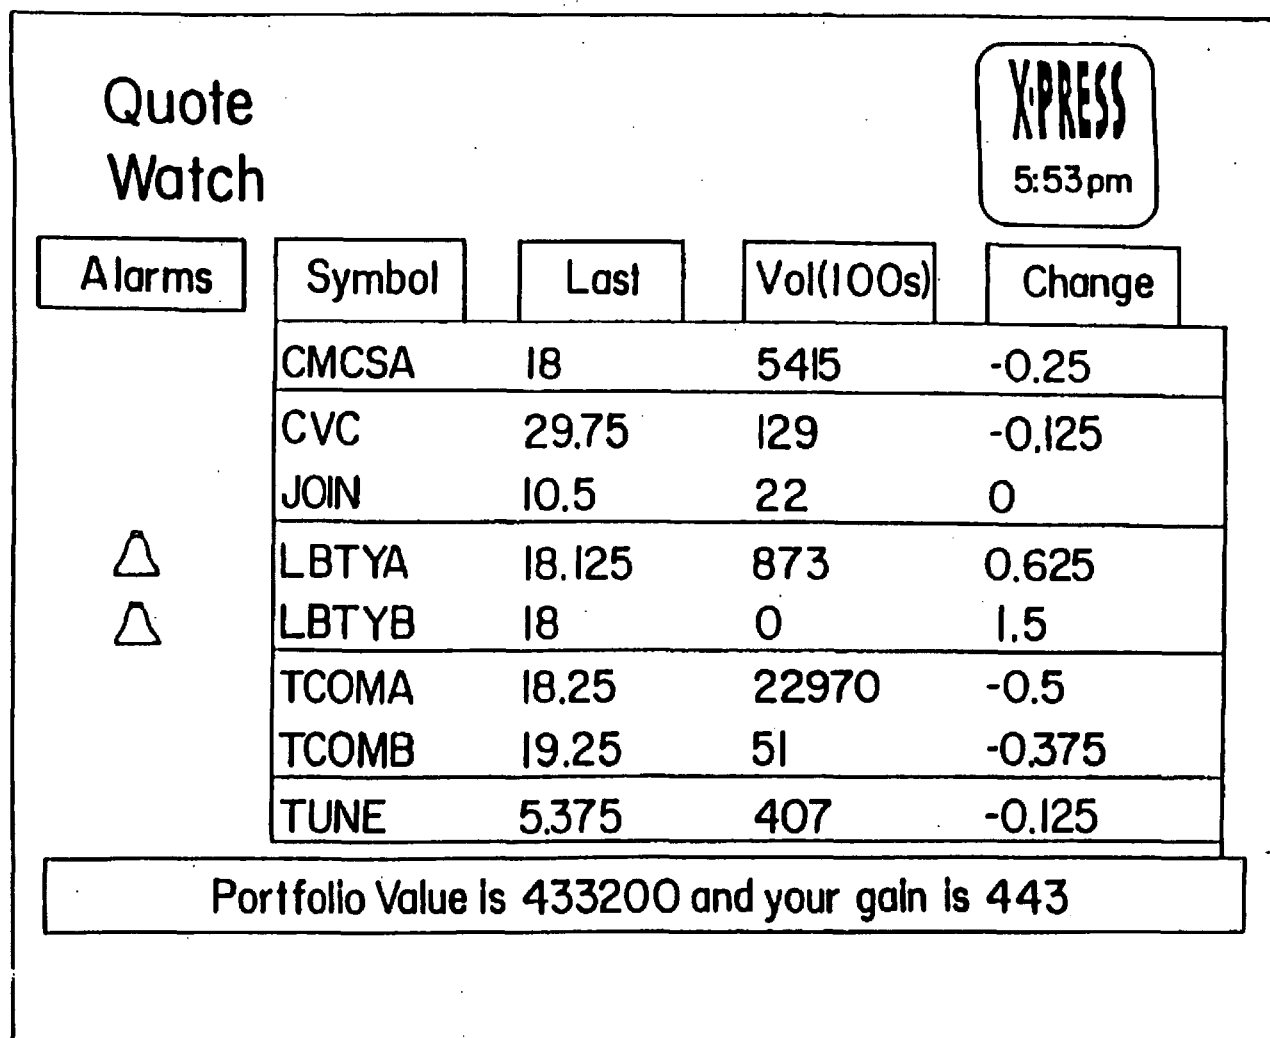 Quote
Watch
X·PRESS
5:53pm
Alarms Symbol Last Vol(100s) Change
CMCSA 18 5415 -0.25
CVC 29.75 129 -0.125
JOIN 10.5 22 0
LBTYA 18.125 873 0.625
LBTYB 18 0 1.5
TCOMA 18.25 22970 -0.5
TCOMB 19.25 51 -0.375
TUNE 5.375 407 -0.125
Portfolio Value is 433200 and your gain is 443